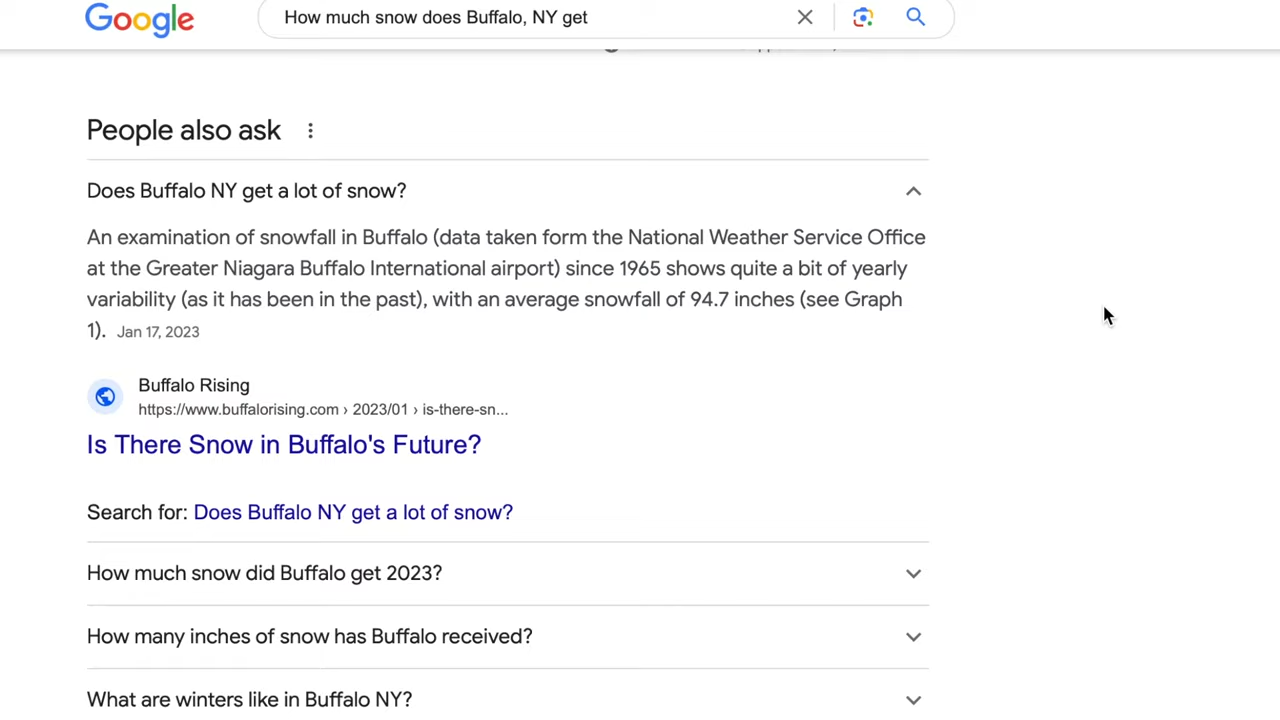 Google
How much snow does Buffalo, NY get
People also ask
Does Buffalo NY get a lot of snow?
An examination of snowfall in Buffalo (data taken form the National Weather Service Office
at the Greater Niagara Buffalo International airport) since 1965 shows quite a bit of yearly
variability (as it has been in the past), with an average snowfall of 94.7 inches (see Graph
1). Jan 17, 2023
Buffalo Rising
https://www.buffalorising.com › 2023/01 › is-there-sn...
Is There Snow in Buffalo's Future?
Search for: Does Buffalo NY get a lot of snow?
How much snow did Buffalo get 2023?
How many inches of snow has Buffalo received?
What are winters like in Buffalo NY?